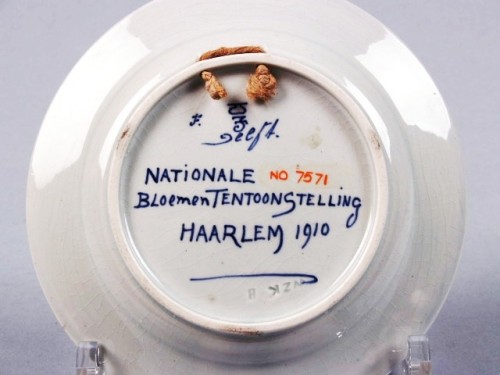 F.
Delft.
NATIONALE NO 7571
BloemenTENTOONSTELLING
HAARLEM 1910